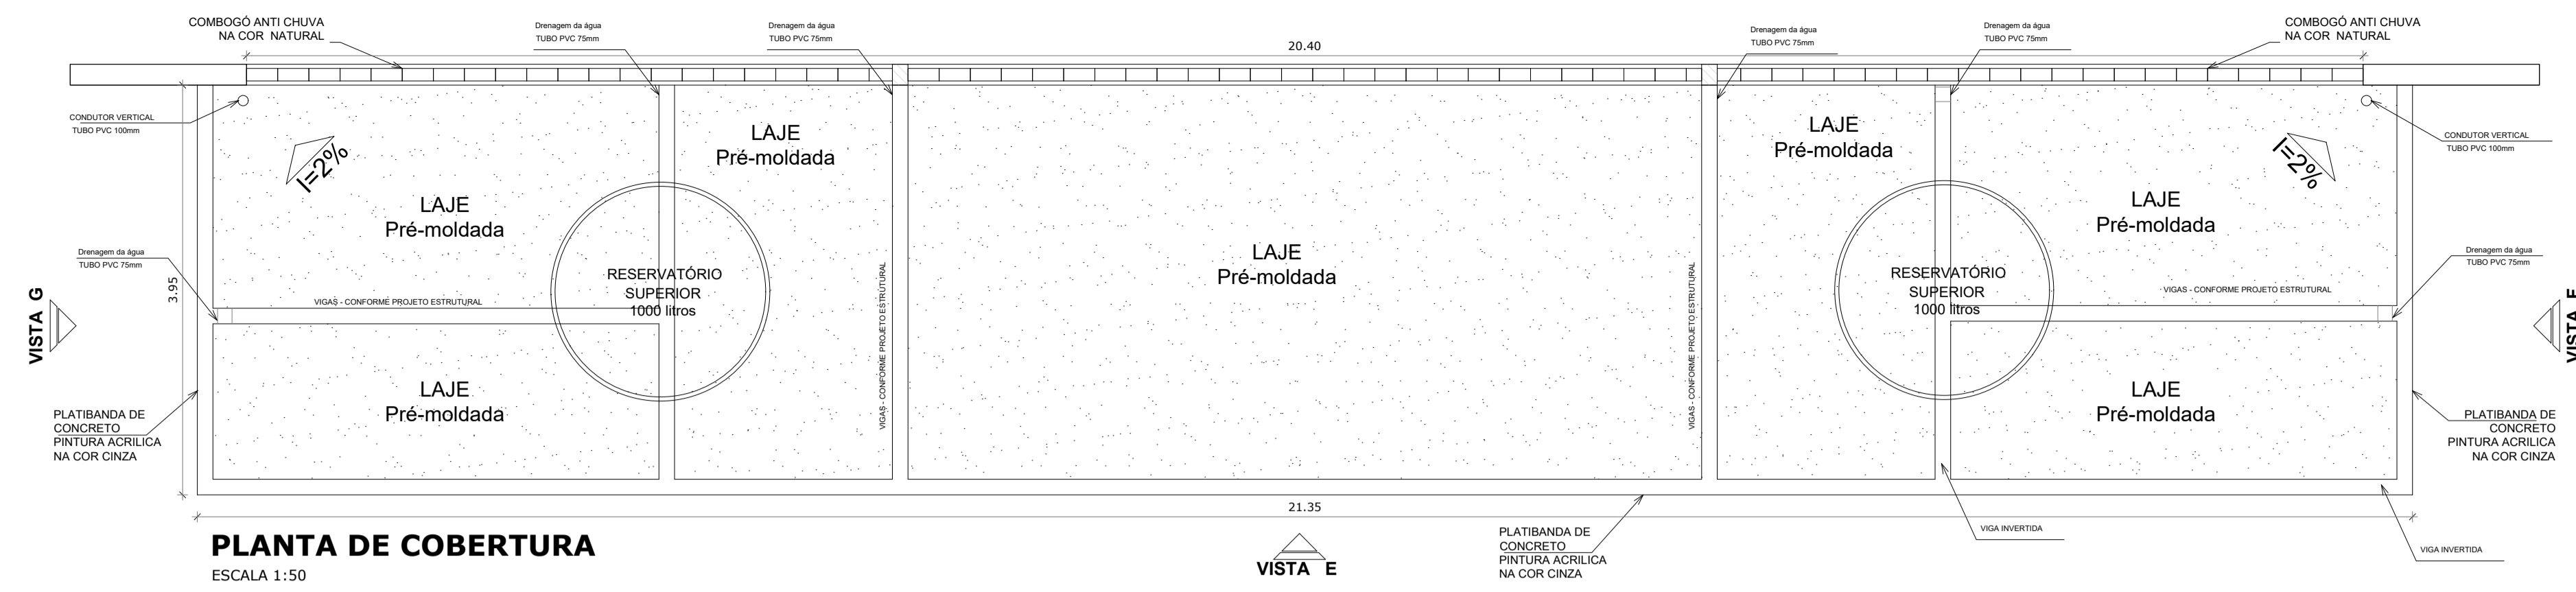 COMBOGÓ ANTI CHUVA
NA COR NATURAL
Drenagem da água
TUBO PVC 75mm
Drenagem da água
TUBO PVC 75mm
20.40
Drenagem da água
TUBO PVC 75mm
Drenagem da água
TUBO PVC 75mm
COMBOGÓ ANTI CHUVA
NA COR NATURAL
CONDUTOR VERTICAL
TUBO PVC 100mm
I=2%
LAJE
Pré-moldada
LAJE
Pré-moldada
LAJE
Pré-moldada
LAJE
Pré-moldada
LAJE
Pré-moldada
I=2%
CONDUTOR VERTICAL
TUBO PVC 100mm
Drenagem da água
TUBO PVC 75mm
3.95
VISTA G
VIGAS - CONFORME PROJETO ESTRUTURAL
RESERVATÓRIO
SUPERIOR
1000 litros
VIGAS - CONFORME PROJETO ESTRUTURAL
VIGAS - CONFORME PROJETO ESTRUTURAL
RESERVATÓRIO
SUPERIOR
1000 litros
VIGAS - CONFORME PROJETO ESTRUTURAL
Drenagem da água
TUBO PVC 75mm
VISTA
PLATIBANDA DE
CONCRETO
PINTURA ACRILICA
NA COR CINZA
LAJE
Pré-moldada
LAJE
Pré-moldada
PLATIBANDA DE
CONCRETO
PINTURA ACRILICA
NA COR CINZA
21.35
PLANTA DE COBERTURA
ESCALA 1:50
VISTA E
PLATIBANDA DE
CONCRETO
PINTURA ACRILICA
NA COR CINZA
VIGA INVERTIDA
VIGA INVERTIDA